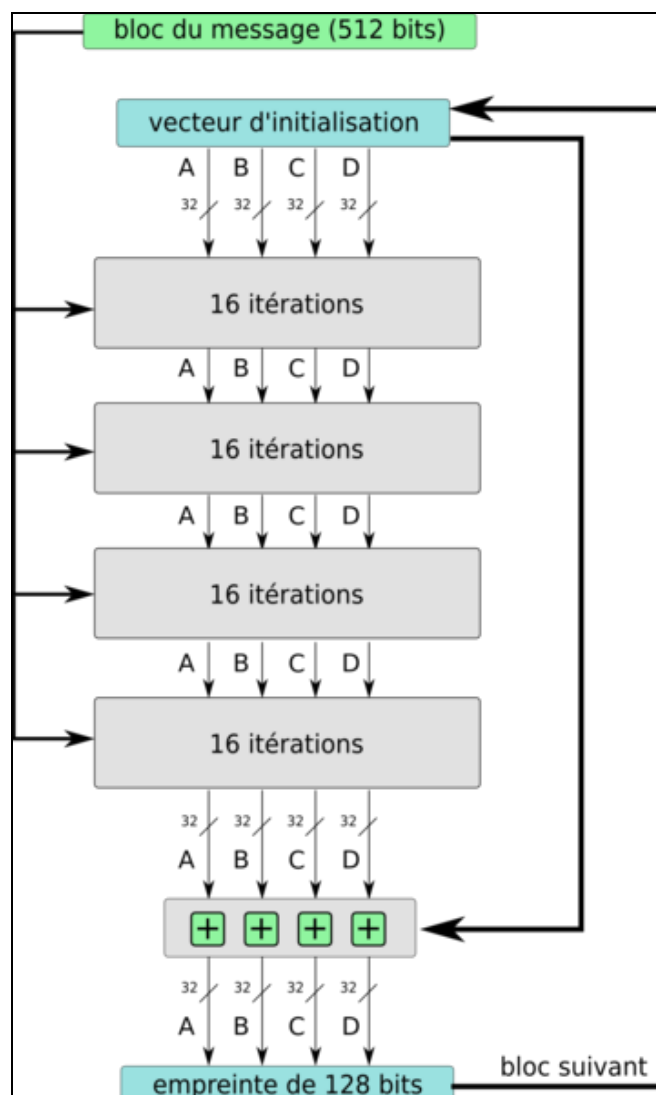 bloc du message (512 bits)
vecteur d'initialisation
A B C D
32 32 32 32
16 itérations
A B C D
16 itérations
A B C D
16 itérations
A B C D
16 itérations
32 32 32 32
A B C D
+ + + +
32 32 32 32
A B C D
bloc suivant
empreinte de 128 bits